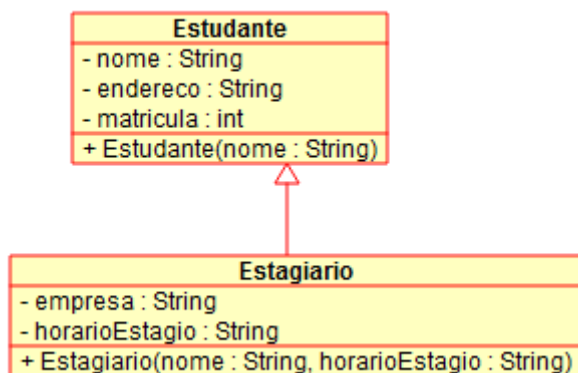 Estudante
- nome : String
- endereco : String
- matricula : int
+ Estudante(nome : String)
Estagiario
- empresa : String
- horarioEstagio : String
+ Estagiario(nome : String, horarioEstagio : String)